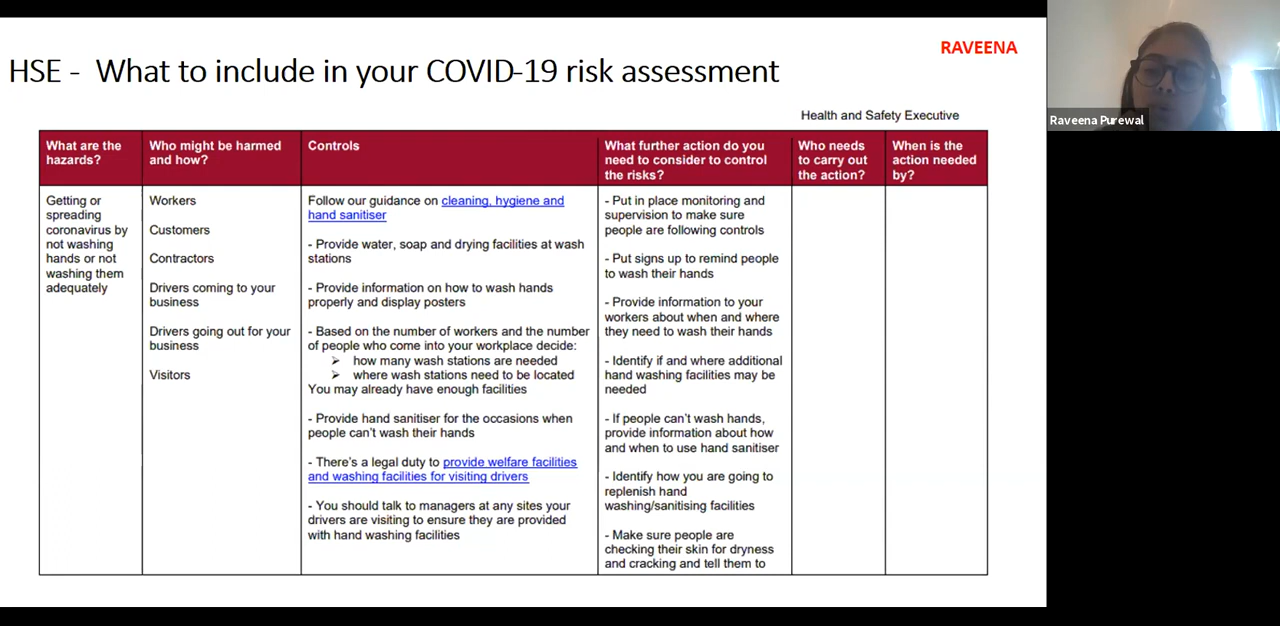 RAVEENA
HSE - What to include in your COVID-19 risk assessment
Raveena Purewal
Health and Safety Executive
What are the
hazards?
Who might be harmed
and how?
Controls
What further action do you
need to consider to control
the risks?
Who needs
to carry out
the action?
When is the
action needed
by?
Getting or
spreading
coronavirus by
not washing
hands or not
washing them
adequately
Workers
Customers
Contractors
Drivers coming to your
business
Drivers going out for your
business
Visitors
Follow our guidance on cleaning, hygiene and
hand sanitiser
- Provide water, soap and drying facilities at wash
stations
- Provide information on how to wash hands
properly and display posters
- Based on the number of workers and the number
of people who come into your workplace decide:
➢ how many wash stations are needed
➢ where wash stations need to be located
You may already have enough facilities
- Provide hand sanitiser for the occasions when
people can't wash their hands
- There's a legal duty to provide welfare facilities
and washing facilities for visiting drivers
- You should talk to managers at any sites your
drivers are visiting to ensure they are provided
with hand washing facilities
- Put in place monitoring and
supervision to make sure
people are following controls
- Put signs up to remind people
to wash their hands
- Provide information to your
workers about when and where
they need to wash their hands
- Identify if and where additional
hand washing facilities may be
needed
- If people can't wash hands,
provide information about how
and when to use hand sanitiser
- Identify how you are going to
replenish hand
washing/sanitising facilities
- Make sure people are
checking their skin for dryness
and cracking and tell them to